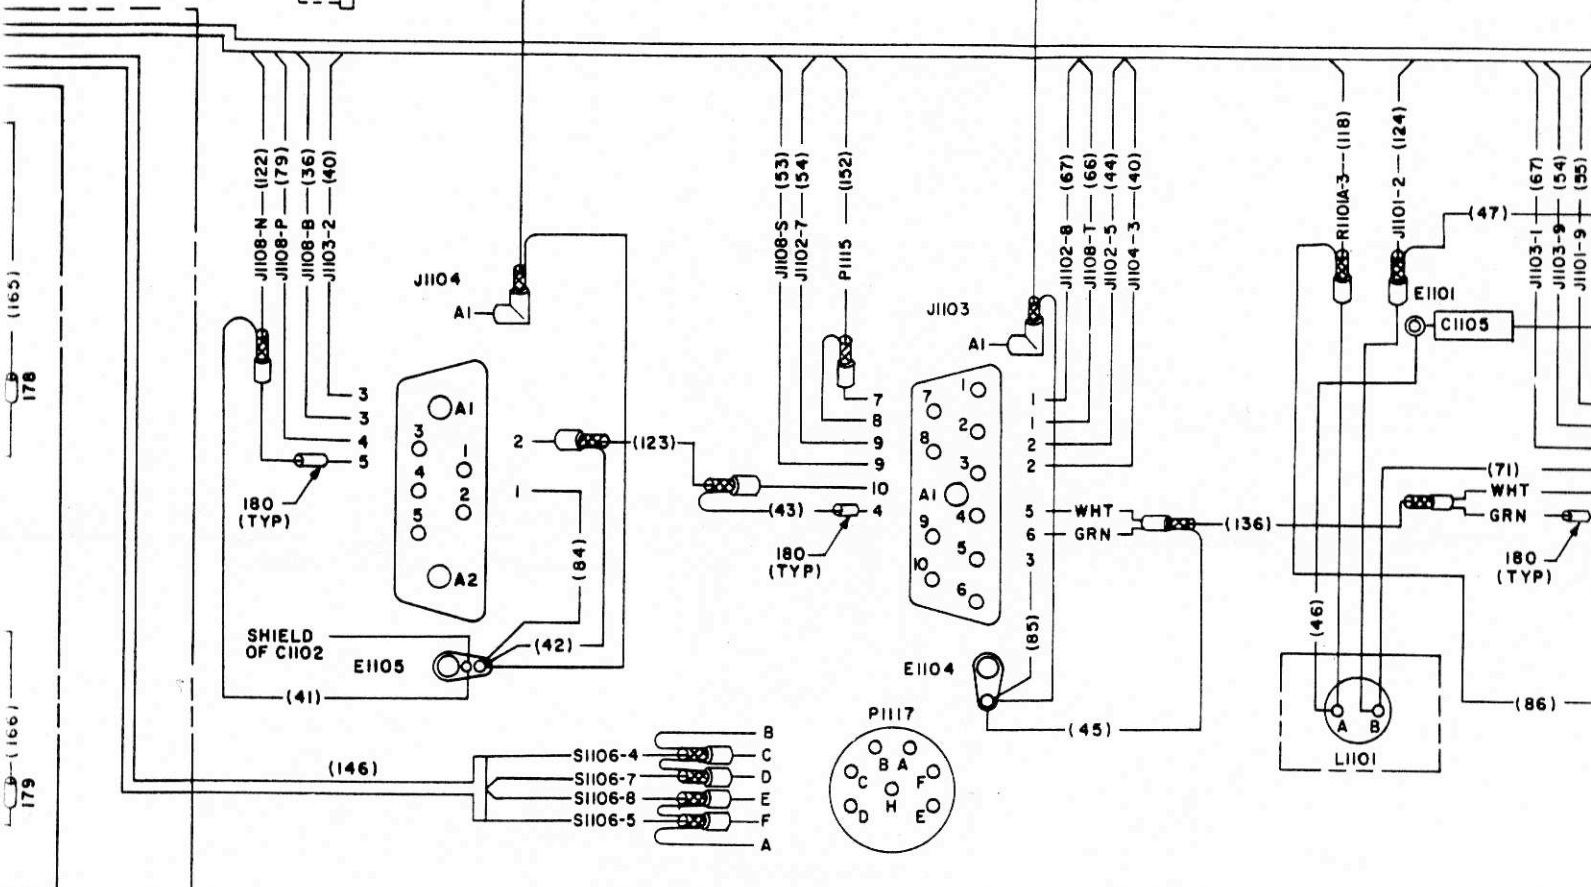 J1108-N-(122)
J1108-P-(79)
J1108-B-(36)
J1103-2-(40)
J1108-S-(53)
J1102-7-(54)
P1115 (152)
J1102-8-(67)
J1108-T-(66)
J1102-5-(44)
J1104-3-(40)
R1101A-3-(118)
J1101-2-(124)
J1103-1-(67)
J1103-9-(54)
J1101-9-(55)
(47)
(165)
178
J1104
A1
J1103
A1
E1101
C1105
3
3
4
5
180
(TYP)
A1
3
1
4
2
5
A2
2
(123)
1
(84)
7
8
9
9
10
(43)
4
180
(TYP)
1
7
2
8
3
A1
4
9
5
10
6
1
1
2
2
5 WHT
6 GRN
3
(136)
(71)
WHT
GRN
180
(TYP)
SHIELD
OF C1102
E1105
(42)
(41)
E1104
(85)
(45)
(46)
A B
L1101
(86)
(166)
179
(146)
S1106-4
S1106-7
S1106-8
S1106-5
B
C
D
E
F
A
P1117
B A
C F
H
D E